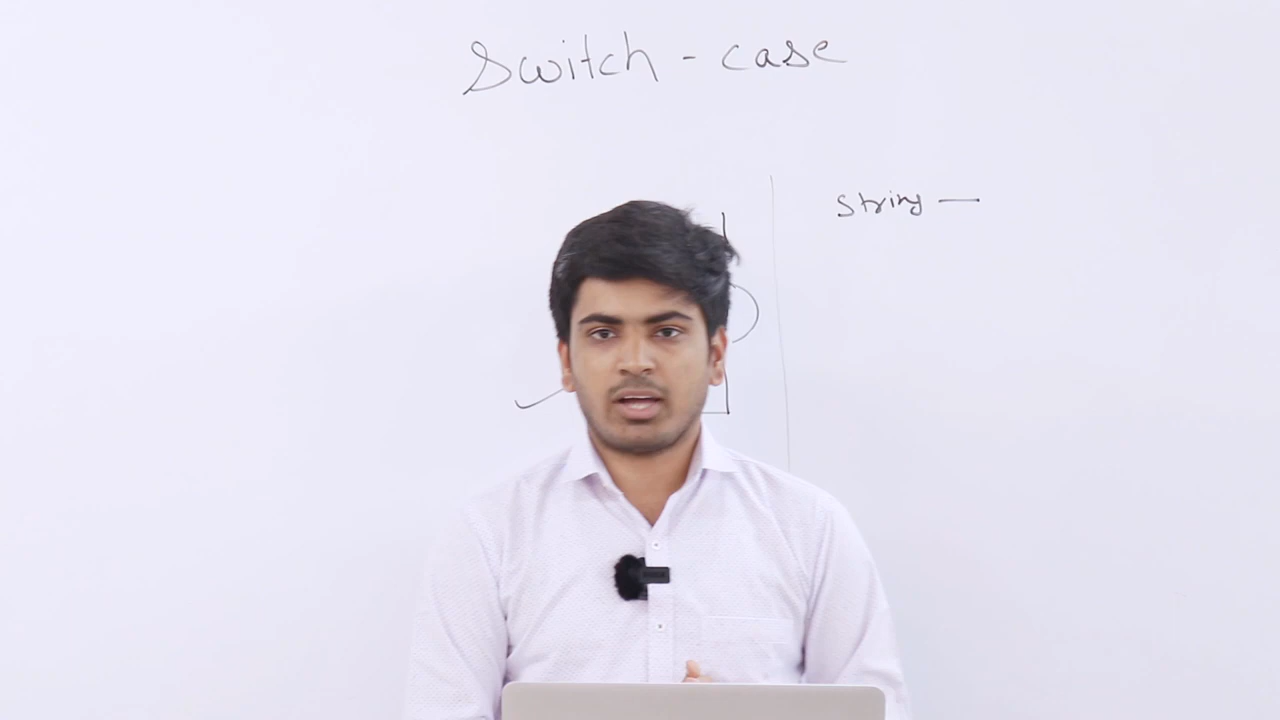 Switch - case
String —